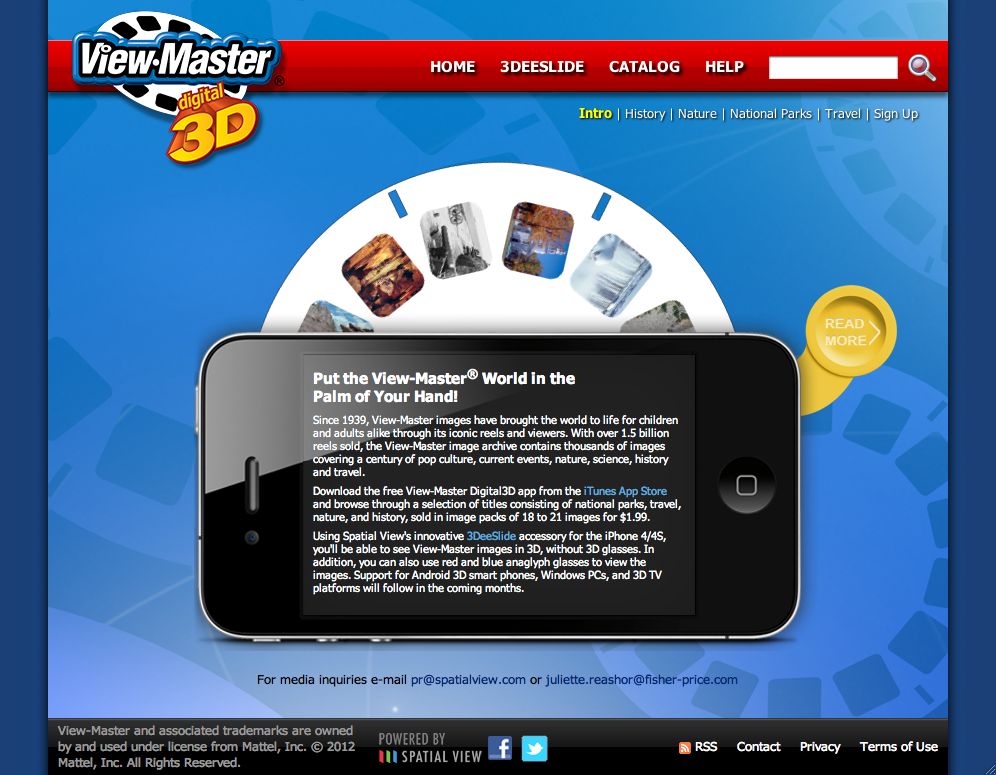 View-Master®
digital
3D
HOME 3DEESLIDE CATALOG HELP
Intro | History | Nature | National Parks | Travel | Sign Up
READ
MORE
Put the View-Master® World in the
Palm of Your Hand!
Since 1939, View-Master images have brought the world to life for children
and adults alike through its iconic reels and viewers. With over 1.5 billion
reels sold, the View-Master image archive contains thousands of images
covering a century of pop culture, current events, nature, science, history
and travel.
Download the free View-Master Digital3D app from the iTunes App Store
and browse through a selection of titles consisting of national parks, travel,
nature, and history, sold in image packs of 18 to 21 images for $1.99.
Using Spatial View's innovative 3DeeSlide accessory for the iPhone 4/4S,
you'll be able to see View-Master images in 3D, without 3D glasses. In
addition, you can also use red and blue anaglyph glasses to view the
images. Support for Android 3D smart phones, Windows PCs, and 3D TV
platforms will follow in the coming months.
For media inquiries e-mail pr@spatialview.com or juliette.reashor@fisher-price.com
View-Master and associated trademarks are owned
by and used under license from Mattel, Inc. © 2012
Mattel, Inc. All Rights Reserved.
POWERED BY
SPATIAL VIEW
RSS Contact Privacy Terms of Use